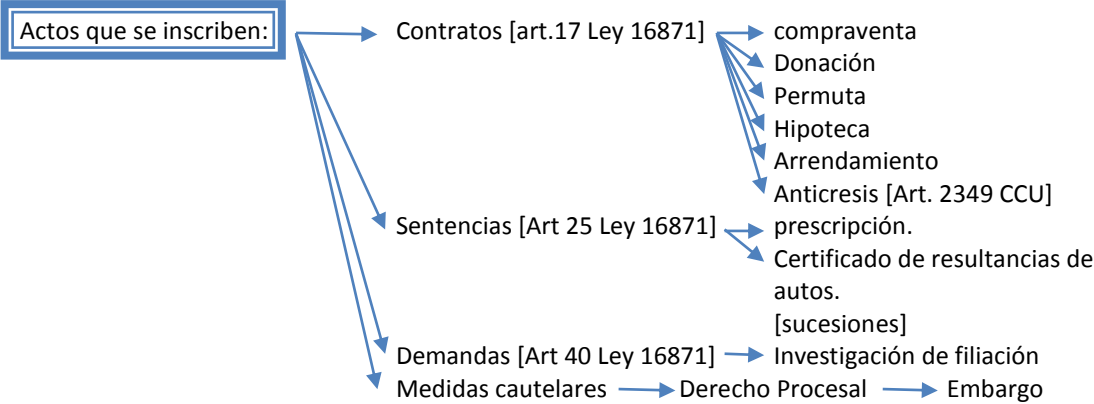 Actos que se inscriben:
Contratos [art.17 Ley 16871]
compraventa
Donación
Permuta
Hipoteca
Arrendamiento
Anticresis [Art. 2349 CCU]
Sentencias [Art 25 Ley 16871]
prescripción.
Certificado de resultancias de
autos.
[sucesiones]
Demandas [Art 40 Ley 16871]
Investigación de filiación
Medidas cautelares
Derecho Procesal
Embargo